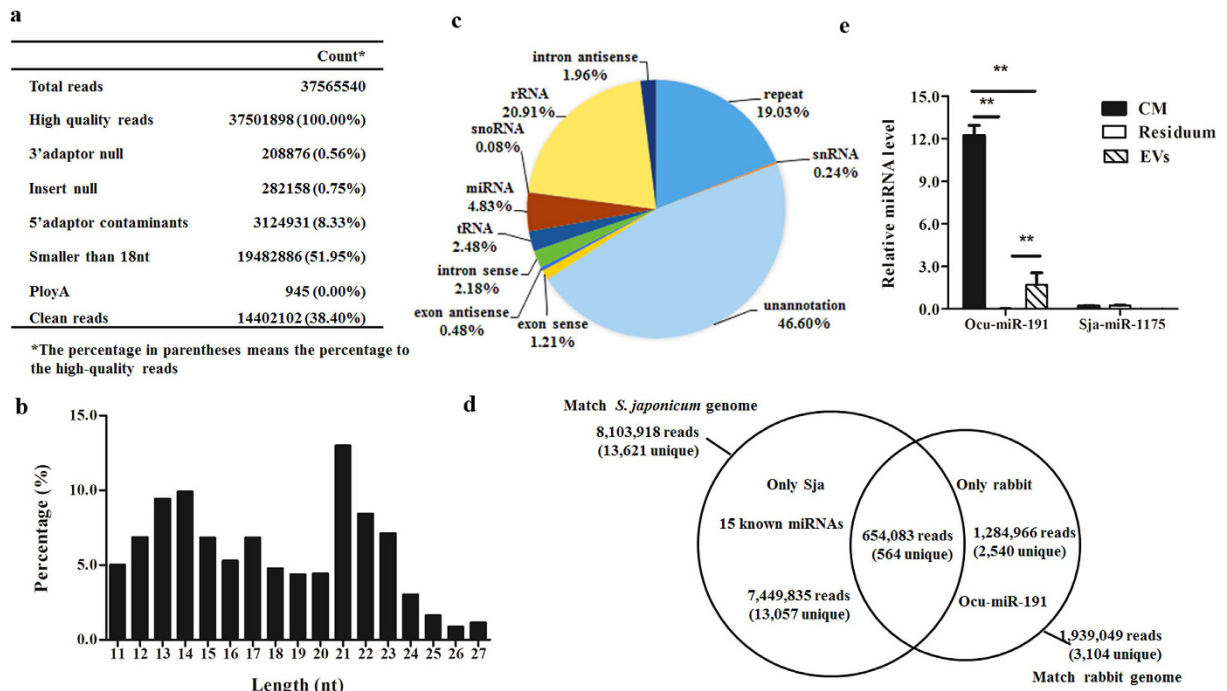 a
Count*
Total reads 37565540
High quality reads 37501898 (100.00%)
3'adaptor null 208876 (0.56%)
Insert null 282158 (0.75%)
5'adaptor contaminants 3124931 (8.33%)
Smaller than 18nt 19482886 (51.95%)
PloyA 945 (0.00%)
Clean reads 14402102 (38.40%)
*The percentage in parentheses means the percentage to
the high-quality reads
b
15.0
10.0
5.0
0.0
Percentage (%)
11 12 13 14 15 16 17 18 19 20 21 22 23 24 25 26 27
Length (nt)
c
intron antisense
1.96%
rRNA
20.91%
snoRNA
0.08%
miRNA
4.83%
tRNA
2.48%
intron sense
2.18%
exon antisense
0.48%
exon sense
1.21%
repeat
19.03%
snRNA
0.24%
unannotation
46.60%
d
Match S. japonicum genome
8,103,918 reads
(13,621 unique)
Only Sja
15 known miRNAs
7,449,835 reads
(13,057 unique)
654,083 reads
(564 unique)
Only rabbit
1,284,966 reads
(2,540 unique)
Ocu-miR-191
1,939,049 reads
(3,104 unique)
Match rabbit genome
e
**
**
**
15.0
12.0
9.0
6.0
3.0
0.0
Relative miRNA level
CM
Residuum
EVs
Ocu-miR-191 Sja-miR-1175